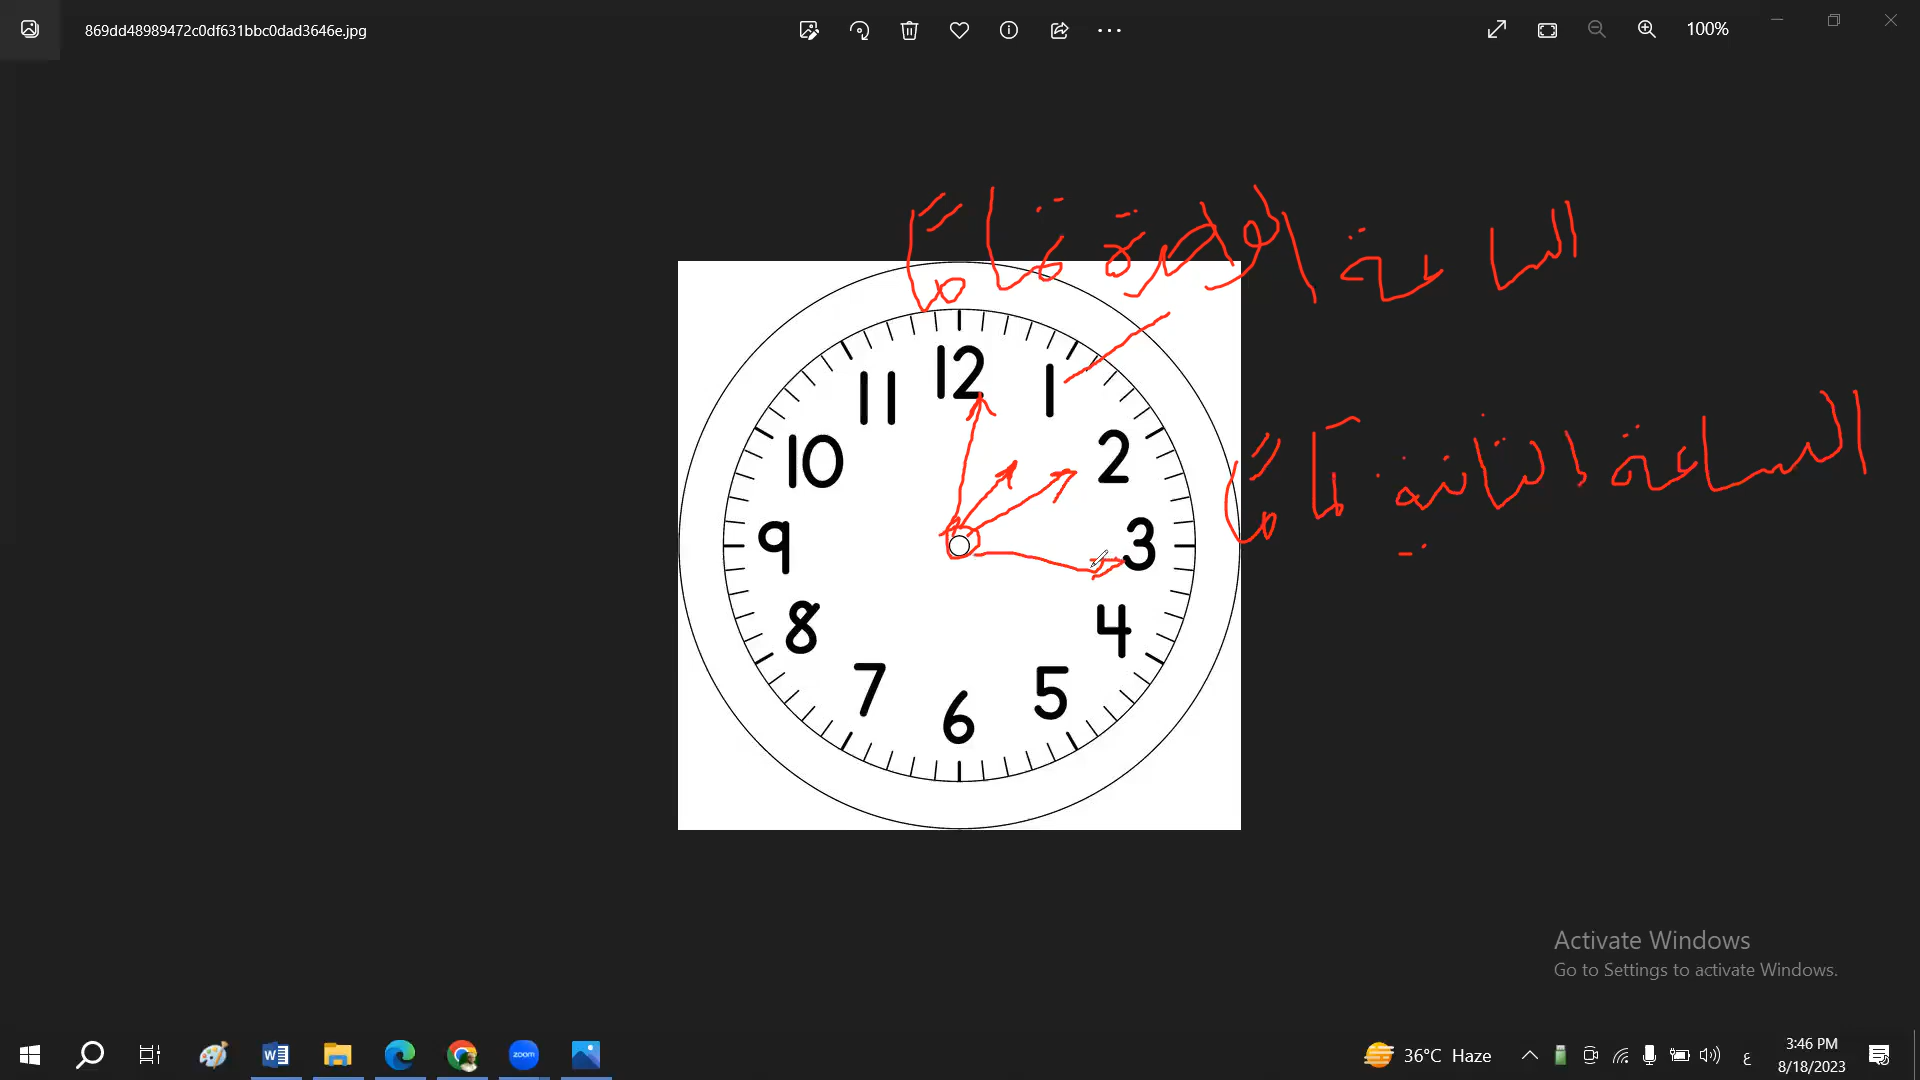 869dd48989472c0df631bbc0dad3646e.jpg
100%
الساعة الواحدة تماماً
12
11
1
10
2
الساعة الثانية تماماً
9
3
8
4
7
5
6
Activate Windows
Go to Settings to activate Windows.
zoom
36°C Haze
ع
3:46 PM
8/18/2023